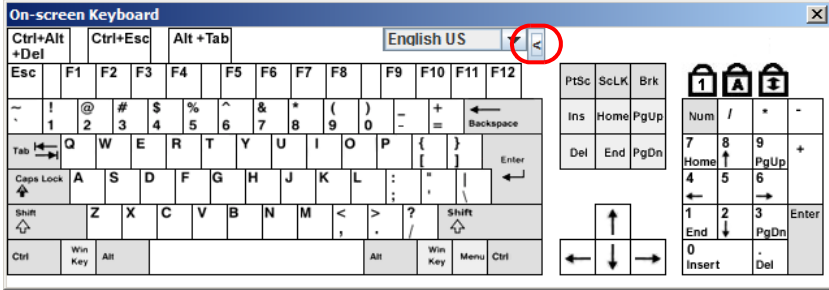 On-screen Keyboard X
Ctrl+Alt +Del Ctrl+Esc Alt +Tab English US <
Esc F1 F2 F3 F4 F5 F6 F7 F8 F9 F10 F11 F12 PtSc ScLK Brk 1 A
~ ! @ # $ % ^ & * ( ) _ +
` 1 2 3 4 5 6 7 8 9 0 - = Backspace Ins Home PgUp Num / * -
Tab Q W E R T Y U I O P { }
[ ] Enter Del End PgDn 7 Home 8 9 PgUp +
Caps Lock A S D F G H J K L : " |
; ' \ 4 5 6
Shift Z X C V B N M < > ? Shift
, . / 1 End 2 3 PgDn Enter
Ctrl Win Key Alt Alt Win Key Menu Ctrl 0 Insert . Del